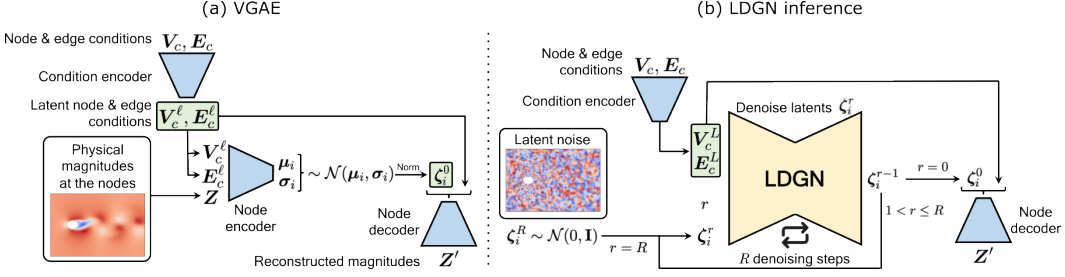 (a) VGAE
Node & edge conditions V_c, E_c
Condition encoder
Latent node & edge
conditions
V_c^ℓ, E_c^ℓ
Physical
magnitudes
at the nodes
V_c^ℓ
E_c^ℓ
Z
Node
encoder
μ_i
σ_i
∼ N(μ_i, σ_i)
Norm
ζ_i^0
Node
decoder
Reconstructed magnitudes Z′
(b) LDGN inference
Node & edge
conditions
V_c, E_c
Condition encoder
V_c^L
E_c^L
Latent noise
ζ_i^R ∼ N(0, I)
r = R
r
ζ_i^r
Denoise latents ζ_i^r
LDGN
R denoising steps
ζ_i^{r−1}
r = 0
1 < r ≤ R
ζ_i^0
Node
decoder
Z′